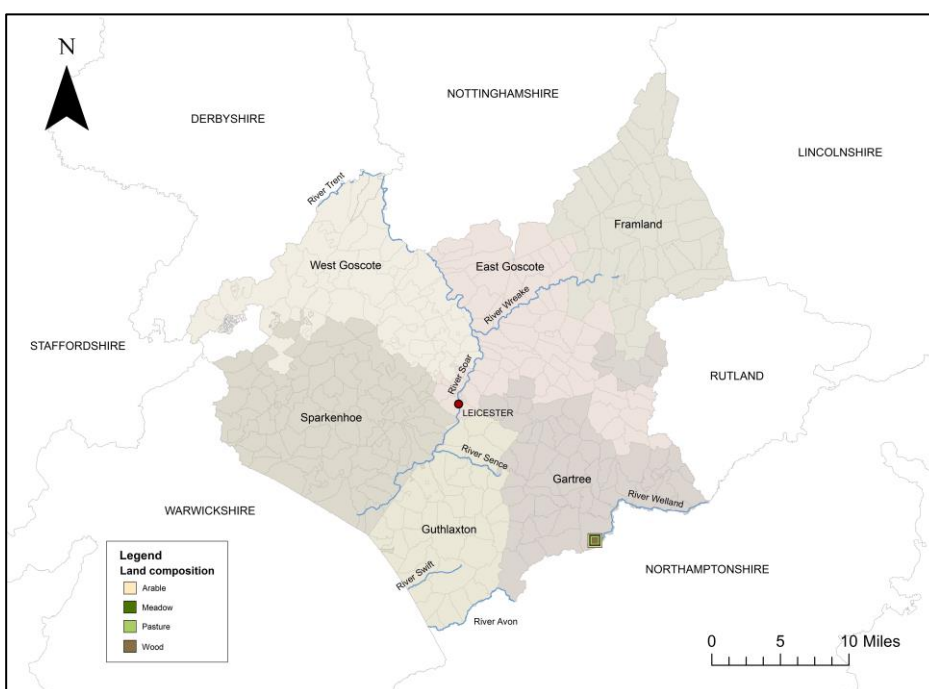 N
NOTTINGHAMSHIRE
DERBYSHIRE
LINCOLNSHIRE
River Trent
Framland
West Goscote
East Goscote
River Wreake
STAFFORDSHIRE
RUTLAND
River Soar
LEICESTER
Sparkenhoe
River Sence
Gartree
River Welland
WARWICKSHIRE
Guthlaxton
NORTHAMPTONSHIRE
River Swift
River Avon
Legend
Land composition
Arable
Meadow
Pasture
Wood
0 5 10 Miles